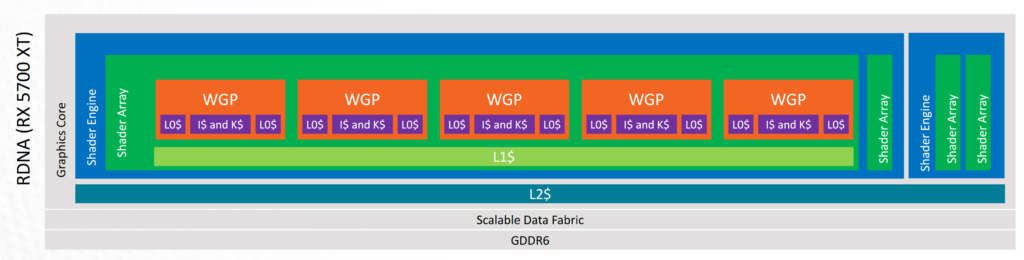 RDNA (RX 5700 XT)
Graphics Core
Shader Engine
Shader Array
WGP
L0$ I$ and K$ L0$
WGP
L0$ I$ and K$ L0$
WGP
L0$ I$ and K$ L0$
WGP
L0$ I$ and K$ L0$
WGP
L0$ I$ and K$ L0$
L1$
Shader Array
Shader Engine
Shader Array
Shader Array
L2$
Scalable Data Fabric
GDDR6